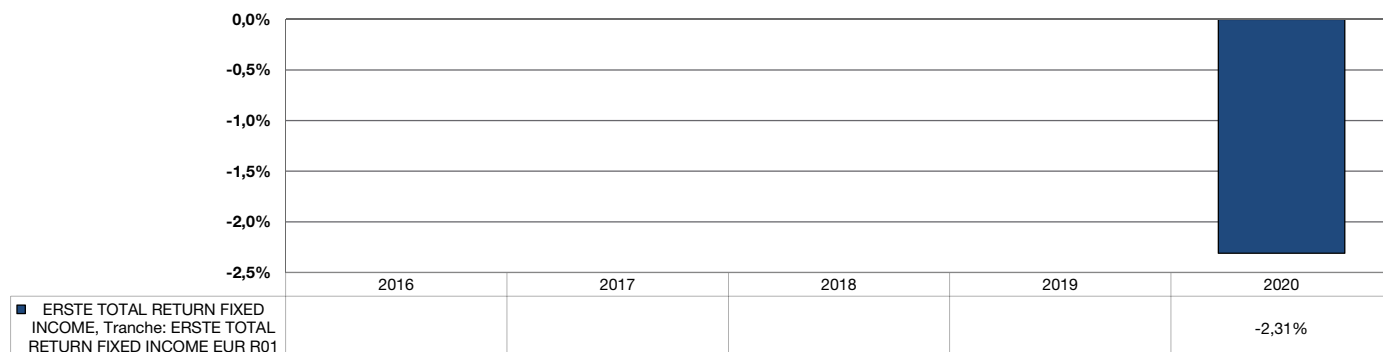 0,0%
-0,5%
-1,0%
-1,5%
-2,0%
-2,5%
2016 2017 2018 2019 2020
ERSTE TOTAL RETURN FIXED
INCOME, Tranche: ERSTE TOTAL
RETURN FIXED INCOME EUR R01
-2,31%